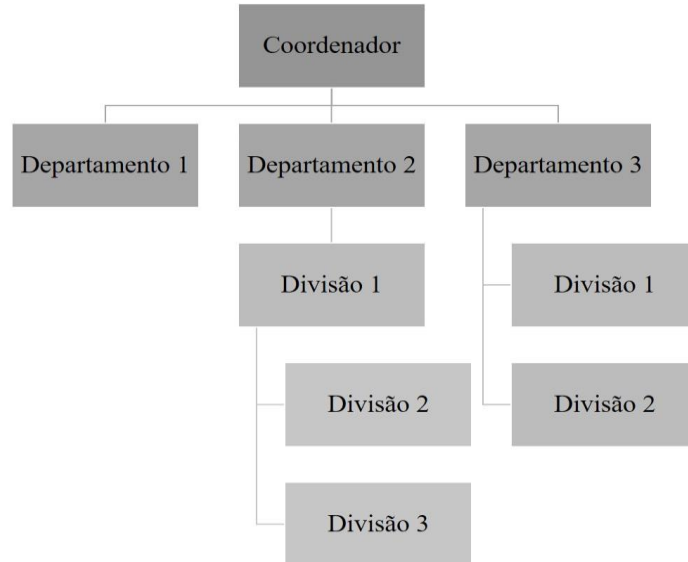 Coordenador
Departamento 1
Departamento 2
Departamento 3
Divisão 1
Divisão 1
Divisão 2
Divisão 2
Divisão 3